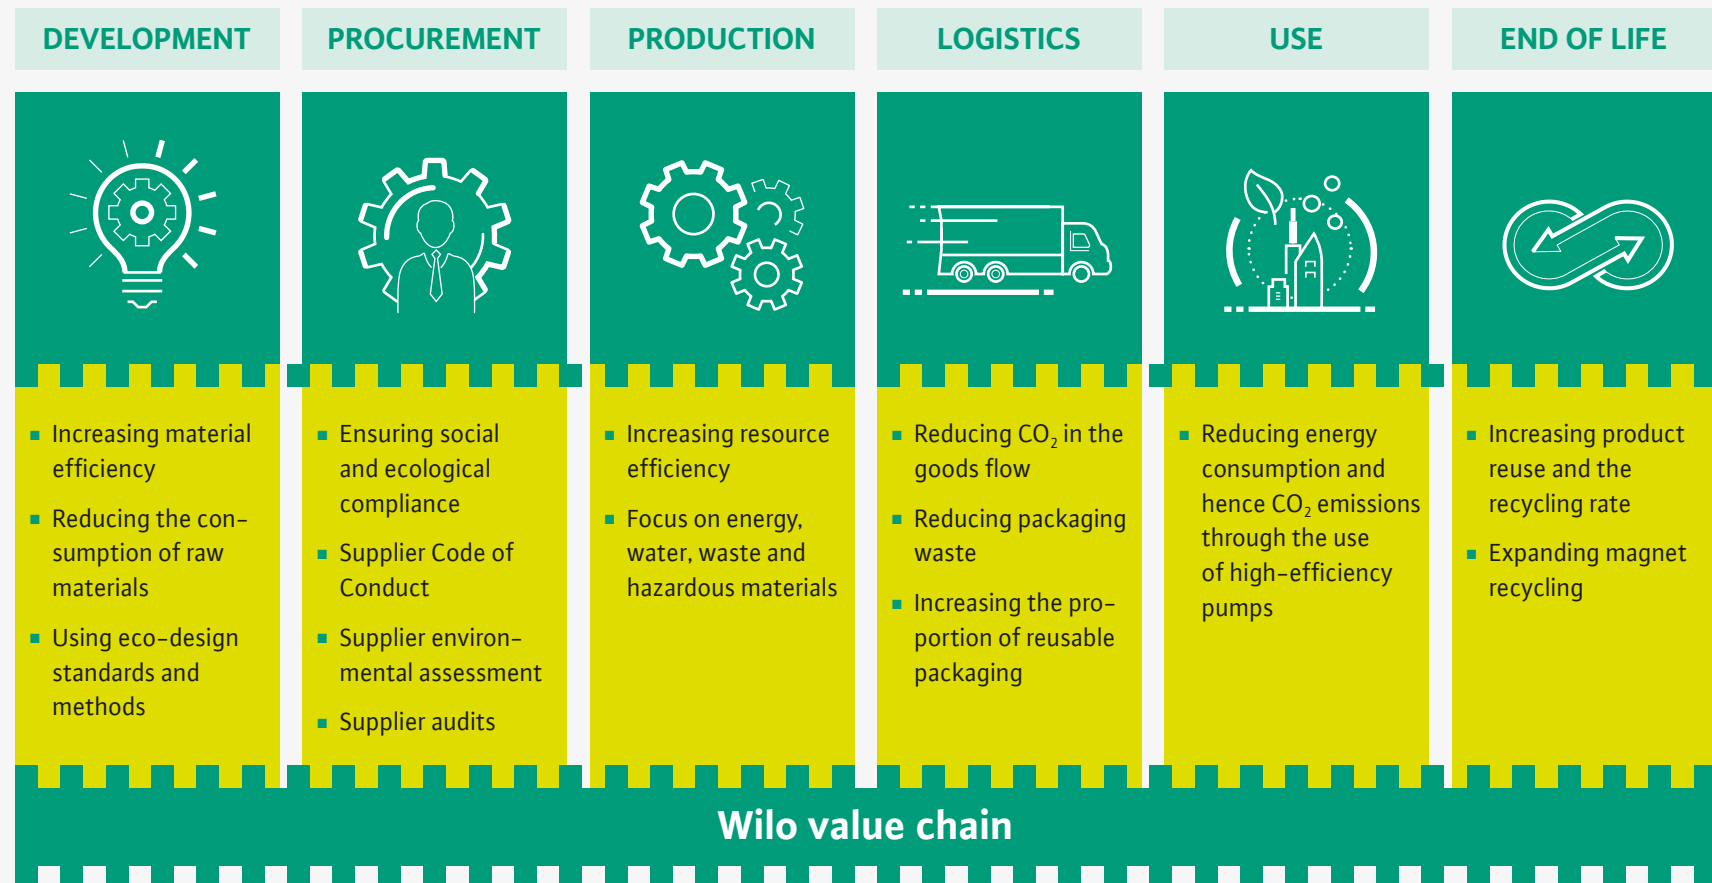 DEVELOPMENT
PROCUREMENT
PRODUCTION
LOGISTICS
USE
END OF LIFE
▪ Increasing material
efficiency
▪ Reducing the con–
sumption of raw
materials
▪ Using eco–design
standards and
methods
▪ Ensuring social
and ecological
compliance
▪ Supplier Code of
Conduct
▪ Supplier environ–
mental assessment
▪ Supplier audits
▪ Increasing resource
efficiency
▪ Focus on energy,
water, waste and
hazardous materials
▪ Reducing CO₂ in the
goods flow
▪ Reducing packaging
waste
▪ Increasing the pro–
portion of reusable
packaging
▪ Reducing energy
consumption and
hence CO₂ emissions
through the use
of high–efficiency
pumps
▪ Increasing product
reuse and the
recycling rate
▪ Expanding magnet
recycling
Wilo value chain